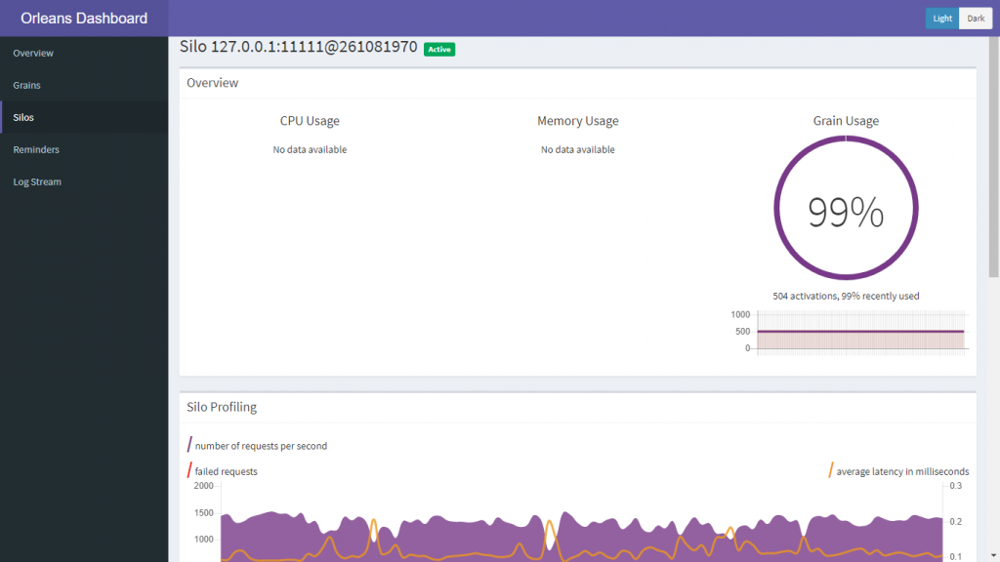 Orleans Dashboard
Light Dark
Overview
Grains
Silos
Reminders
Log Stream
Silo 127.0.0.1:11111@261081970 Active
Overview
CPU Usage
No data available
Memory Usage
No data available
Grain Usage
99%
504 activations, 99% recently used
1000
500
0
Silo Profiling
number of requests per second
failed requests
average latency in milliseconds
2000
1500
1000
0.3
0.2
0.1